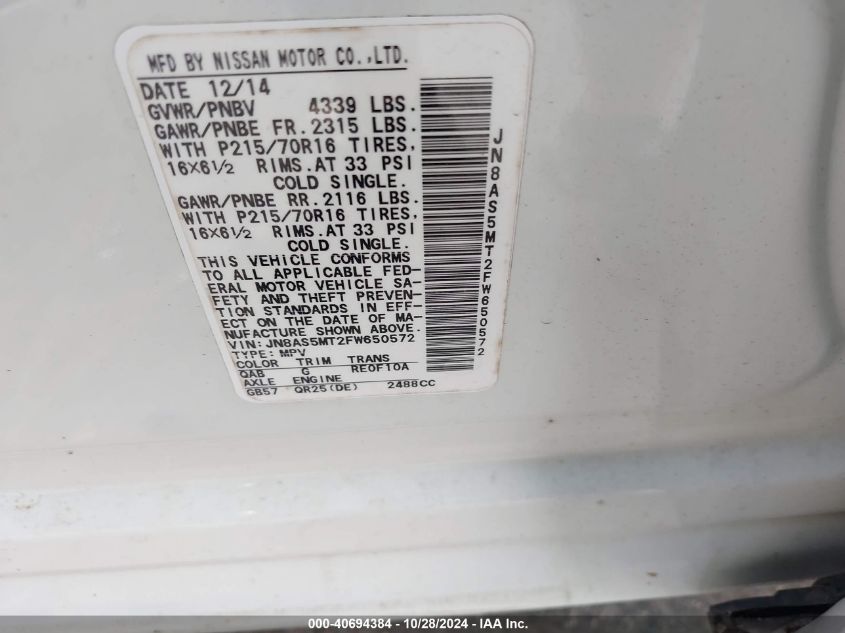 MFD BY NISSAN MOTOR CO.,LTD.
DATE 12/14
GVWR/PNBV 4339 LBS.
GAWR/PNBE FR. 2315 LBS.
WITH P215/70R16 TIRES,
16X6½ RIMS.AT 33 PSI
COLD SINGLE.
GAWR/PNBE RR. 2116 LBS.
WITH P215/70R16 TIRES,
16X6½ RIMS.AT 33 PSI
COLD SINGLE.
THIS VEHICLE CONFORMS
TO ALL APPLICABLE FED-
ERAL MOTOR VEHICLE SA-
FETY AND THEFT PREVEN-
TION STANDARDS IN EFF-
ECT ON THE DATE OF MA-
NUFACTURE SHOWN ABOVE.
VIN: JN8AS5MT2FW650572
TYPE: MPV
COLOR TRIM TRANS
QAB G RE0F10A
AXLE ENGINE
GB57 QR25(DE) 2488CC
JN8AS5MT2FW650572
000-40694384 - 10/28/2024 - IAA Inc.